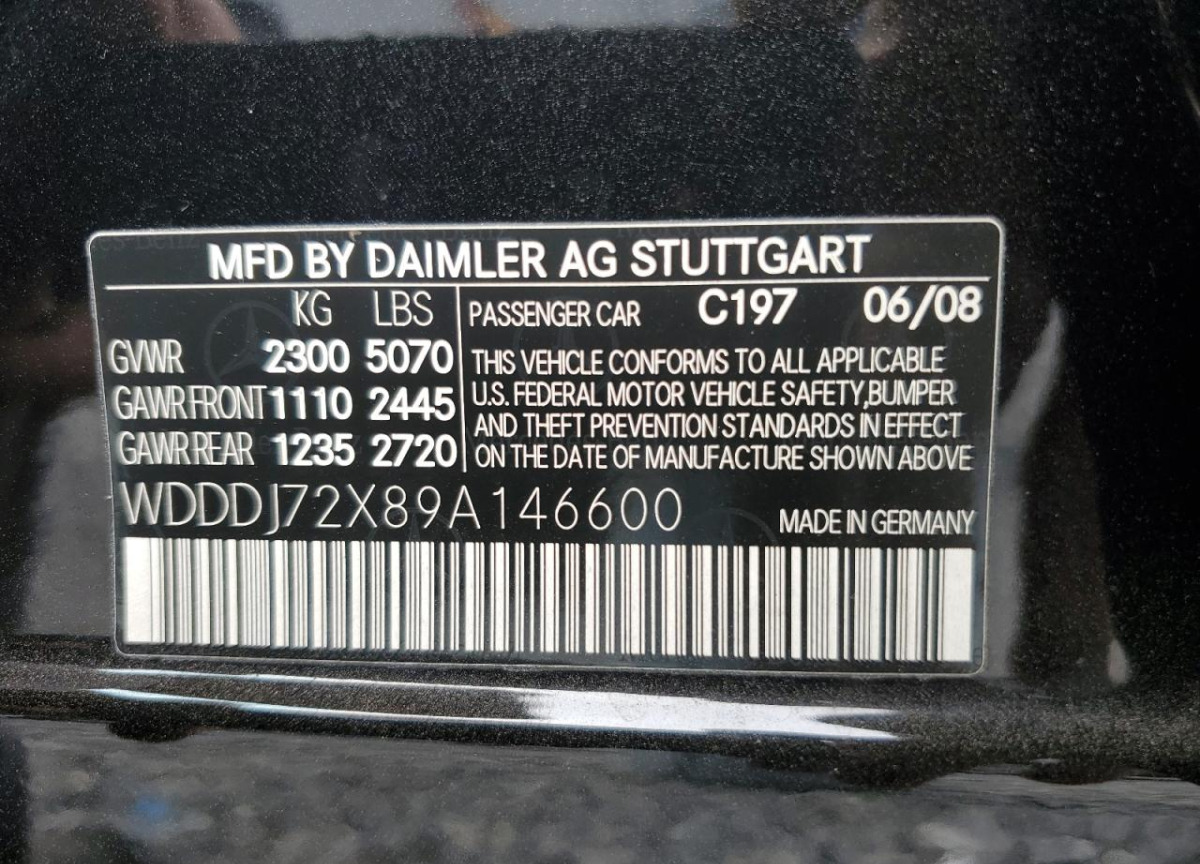 MFD BY DAIMLER AG STUTTGART
KG LBS
GVWR 2300 5070
GAWR FRONT 1110 2445
GAWR REAR 1235 2720
PASSENGER CAR C197 06/08
THIS VEHICLE CONFORMS TO ALL APPLICABLE
U.S. FEDERAL MOTOR VEHICLE SAFETY,BUMPER
AND THEFT PREVENTION STANDARDS IN EFFECT
ON THE DATE OF MANUFACTURE SHOWN ABOVE
WDDDJ72X89A146600
MADE IN GERMANY